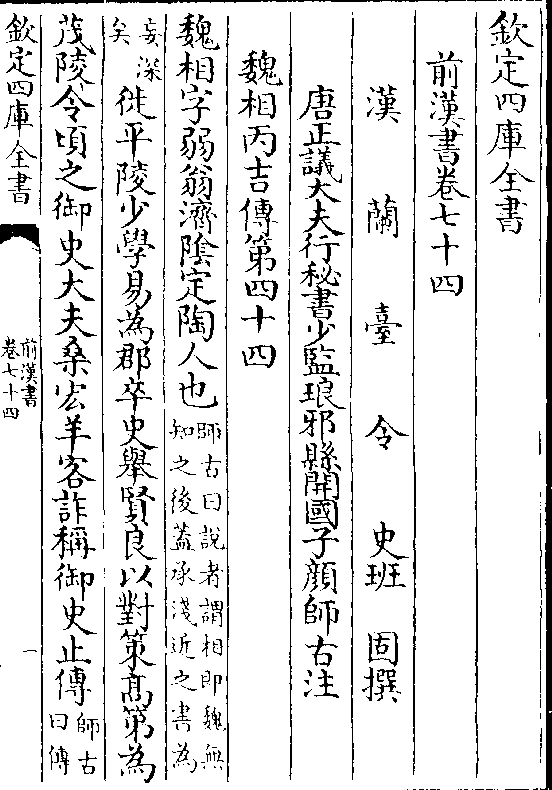 欽定四庫全書
前漢書卷七十四
漢蘭臺令史班固撰
唐正議大夫行秘書少監琅邪縣開國子顔師古注
魏相丙吉傳第四十四
魏相字弱翁濟陰定陶人也師古曰說者謂相即魏無知之後蓋承淺近之書為
妄深矣徙平陵少學易為郡卒史舉賢良以對策髙第為
茂陵令頃之御史大夫桑宏羊客詐稱御史止傳師古曰傳
欽定四庫全書
前漢書
卷七十四
一